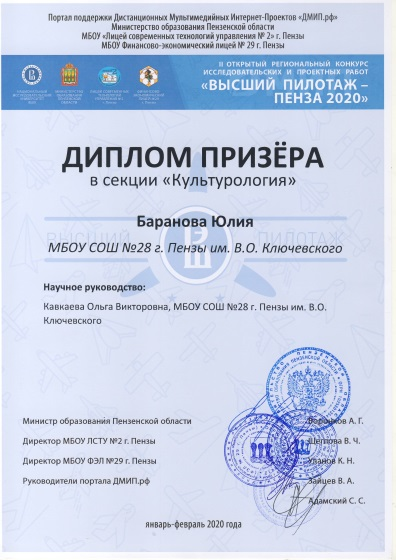 Портал поддержки Дистанционных Мультимедийных Интернет-Проектов «ДМИП.рф»
Министерство образования Пензенской области
МБОУ «Лицей современных технологий управления № 2» г. Пензы
МБОУ Финансово-экономический лицей № 29 г. Пензы
II ОТКРЫТЫЙ РЕГИОНАЛЬНЫЙ КОНКУРС
ИССЛЕДОВАТЕЛЬСКИХ И ПРОЕКТНЫХ РАБОТ
«ВЫСШИЙ ПИЛОТАЖ –
ПЕНЗА 2020»
ДИПЛОМ ПРИЗЁРА
в секции «Культурология»
Баранова Юлия
МБОУ СОШ №28 г. Пензы им. В.О. Ключевского
ВЫСШИЙ ПИЛОТАЖ
Научное руководство:
Кавкаева Ольга Викторовна, МБОУ СОШ №28 г. Пензы им. В.О.
Ключевского
Министр образования Пензенской области Воронков А. Г.
Директор МБОУ ЛСТУ №2 г. Пензы Щеглова В. Ч.
Директор МБОУ ФЭЛ №29 г. Пензы Уланов К. Н.
Руководители портала ДМИП.рф Зайцев В. А.
Адамский С. С.
январь-февраль 2020 года